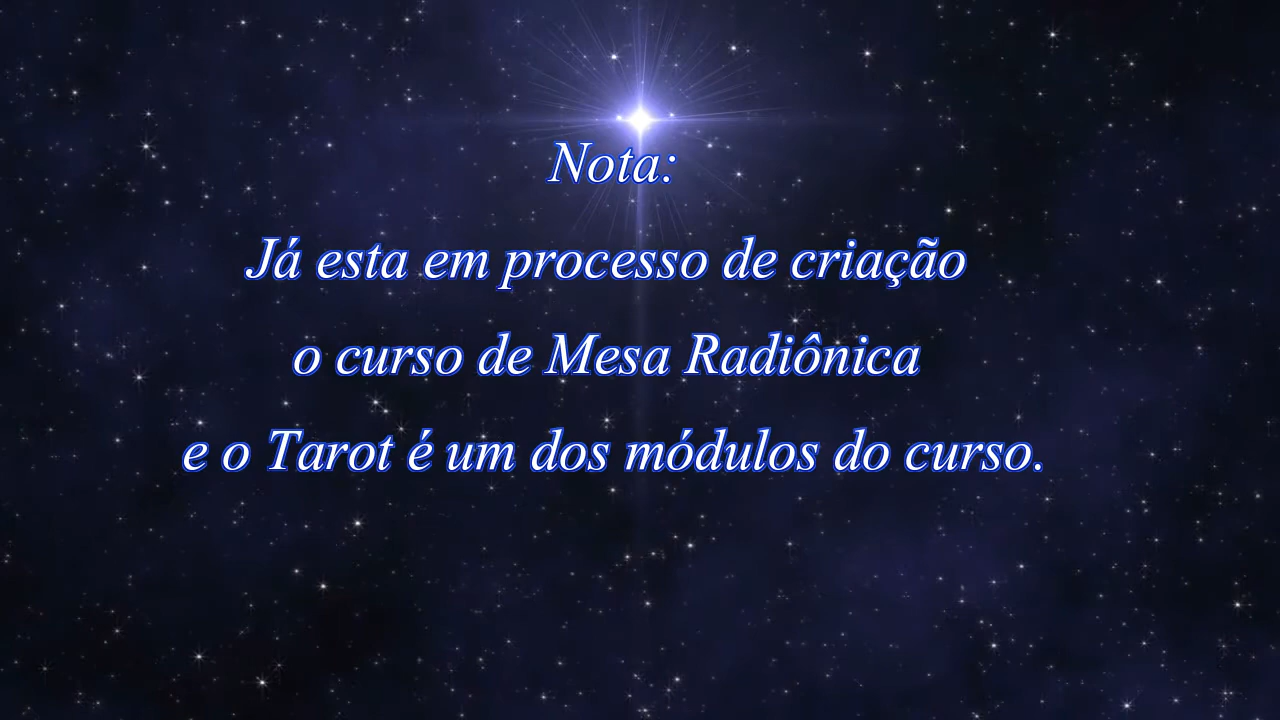 Nota:
Já esta em processo de criação
o curso de Mesa Radiônica
e o Tarot é um dos módulos do curso.